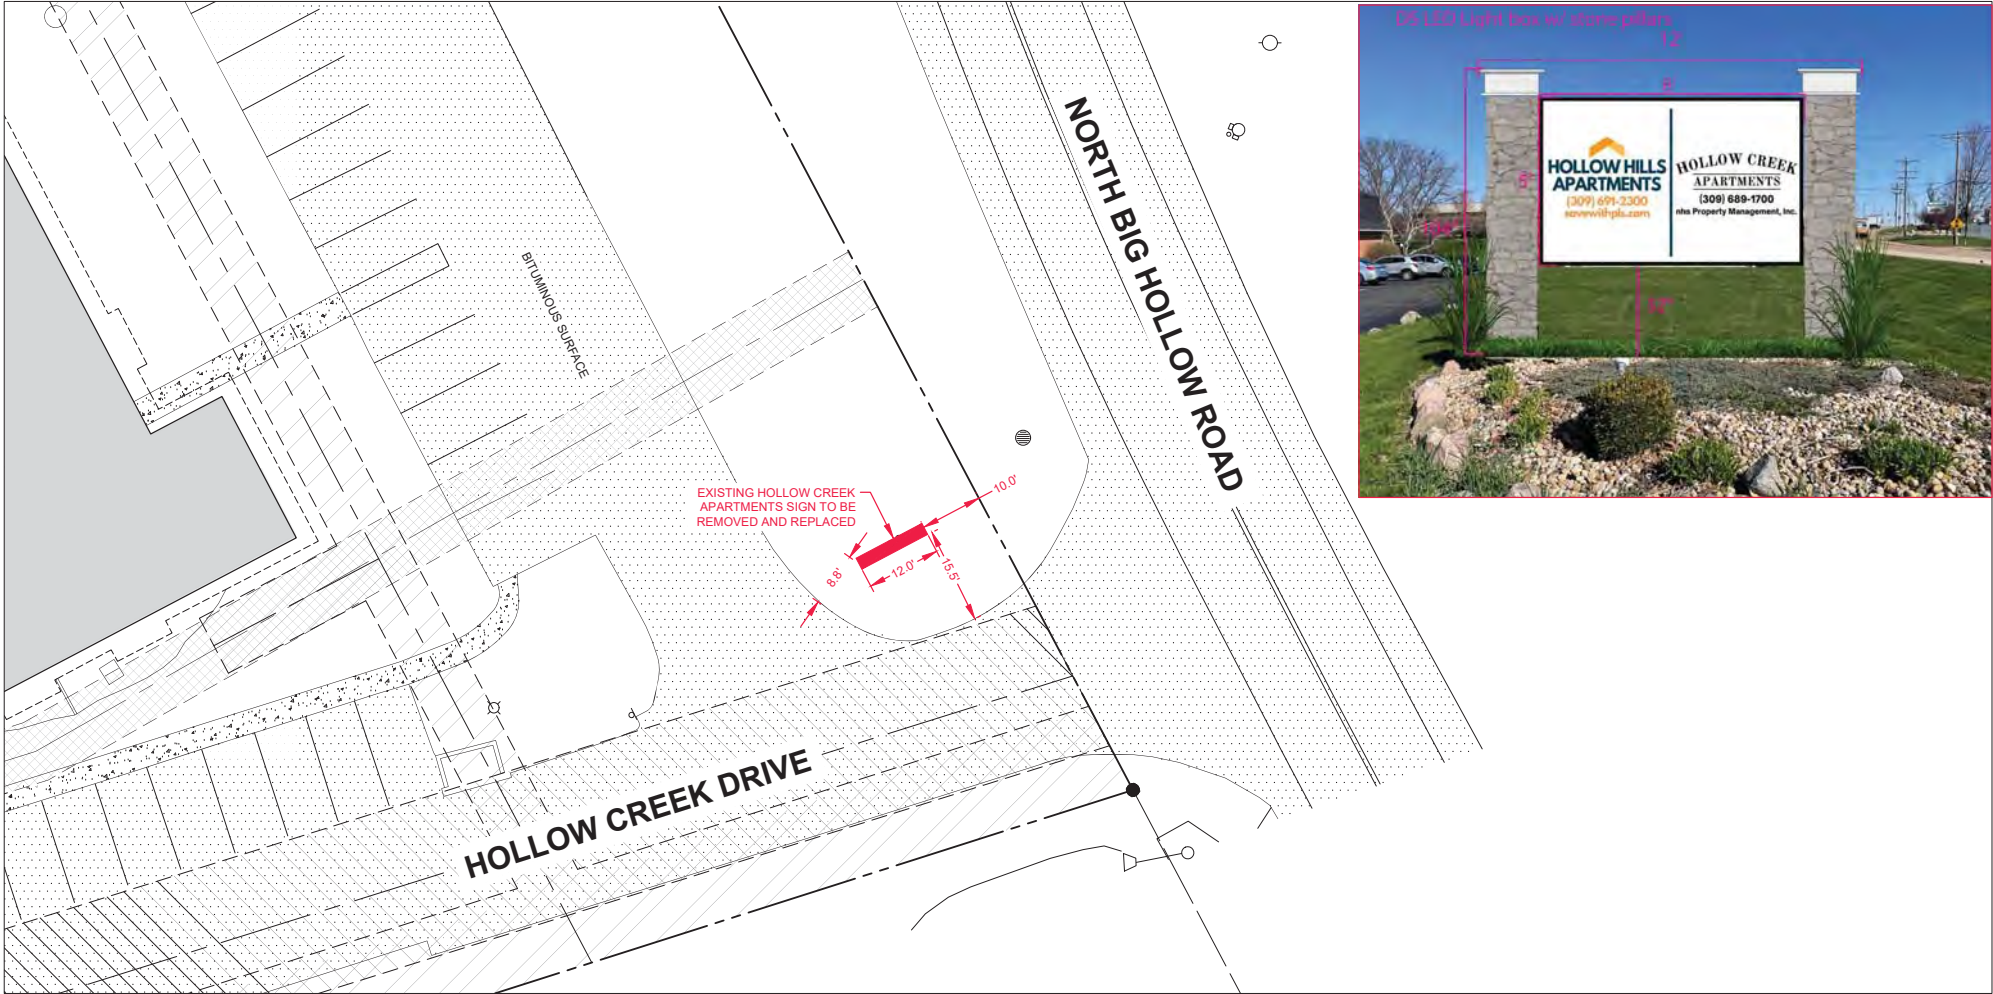 BITUMINOUS SURFACE
NORTH BIG HOLLOW ROAD
EXISTING HOLLOW CREEK
APARTMENTS SIGN TO BE
REMOVED AND REPLACED
10.0'
8.8'
12.0'
15.5'
HOLLOW CREEK DRIVE
DS LED Light box w/ stone pillars
12'
HOLLOW HILLS
APARTMENTS
(309) 691-2300
savewithpls.com
HOLLOW CREEK
APARTMENTS
(309) 689-1700
nhs Property Management, Inc.